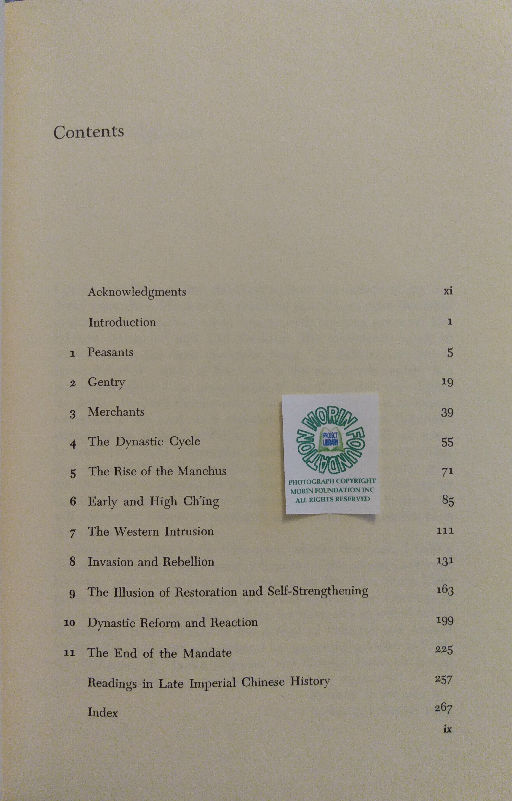 Contents
Acknowledgments xi
Introduction 1
1 Peasants 5
2 Gentry 19
3 Merchants 39
4 The Dynastic Cycle 55
5 The Rise of the Manchus 71
6 Early and High Ch'ing 85
7 The Western Intrusion 111
8 Invasion and Rebellion 131
9 The Illusion of Restoration and Self-Strengthening 163
10 Dynastic Reform and Reaction 199
11 The End of the Mandate 225
Readings in Late Imperial Chinese History 257
Index 267
ix
MORIN FOUNDATION
LIBRARY
PHOTOGRAPH COPYRIGHT
MORIN FOUNDATION INC
ALL RIGHTS RESERVED